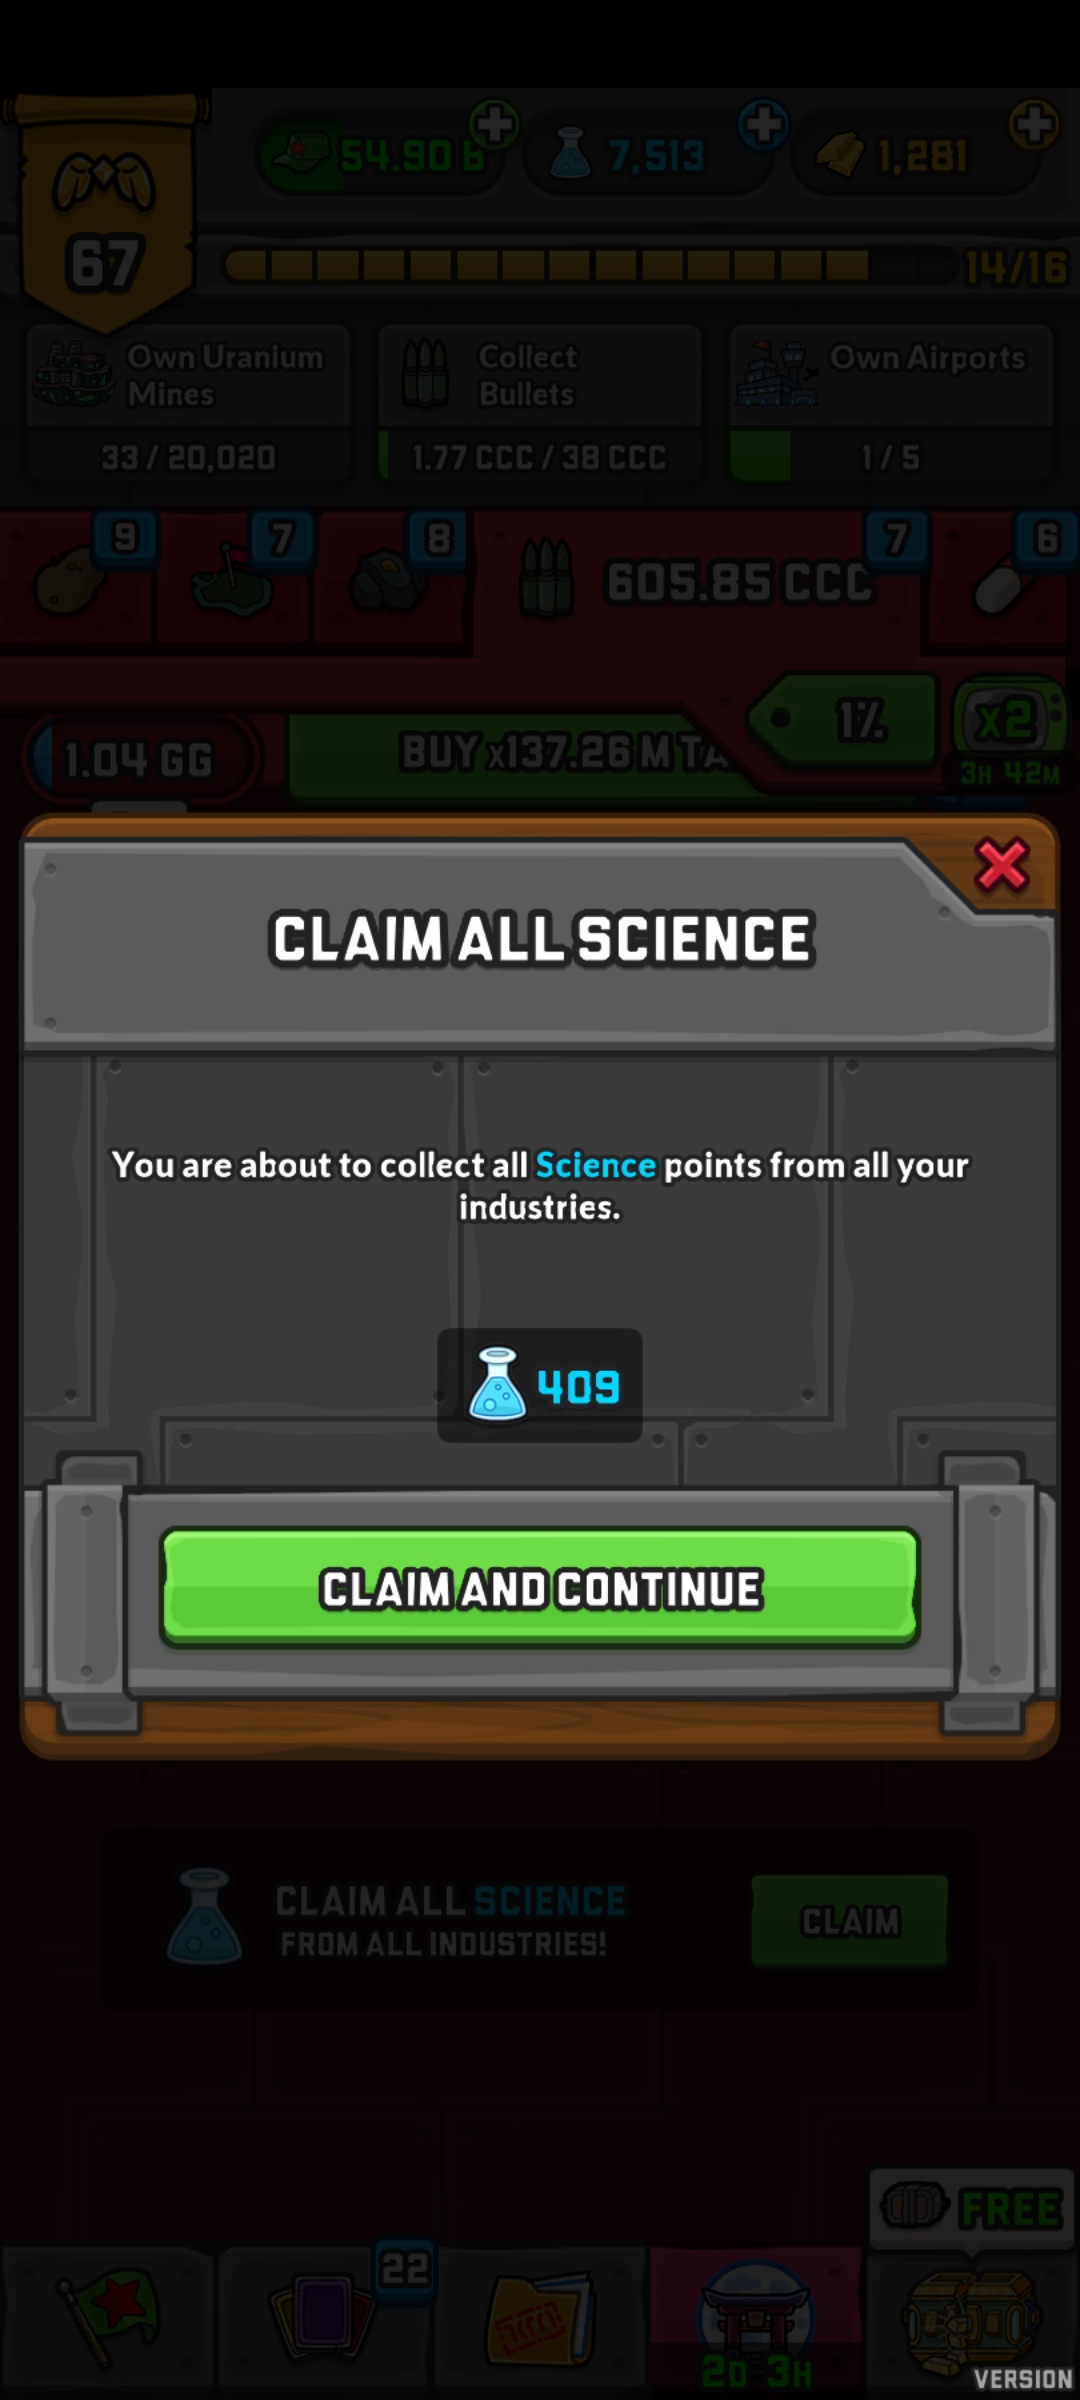 54.90 B
7,513
1,281
67
14/16
Own Uranium
Mines
33 / 20,020
Collect
Bullets
1.77 CCC / 38 CCC
Own Airports
1 / 5
9
7
8
605.85 CCC
7
6
1%
x2
3H 42M
1.04 GG
BUY x137.26 M TA
CLAIM ALL SCIENCE
You are about to collect all Science points from all your
industries.
409
CLAIM AND CONTINUE
CLAIM ALL SCIENCE
FROM ALL INDUSTRIES!
CLAIM
FREE
22
2D 3H
VERSION